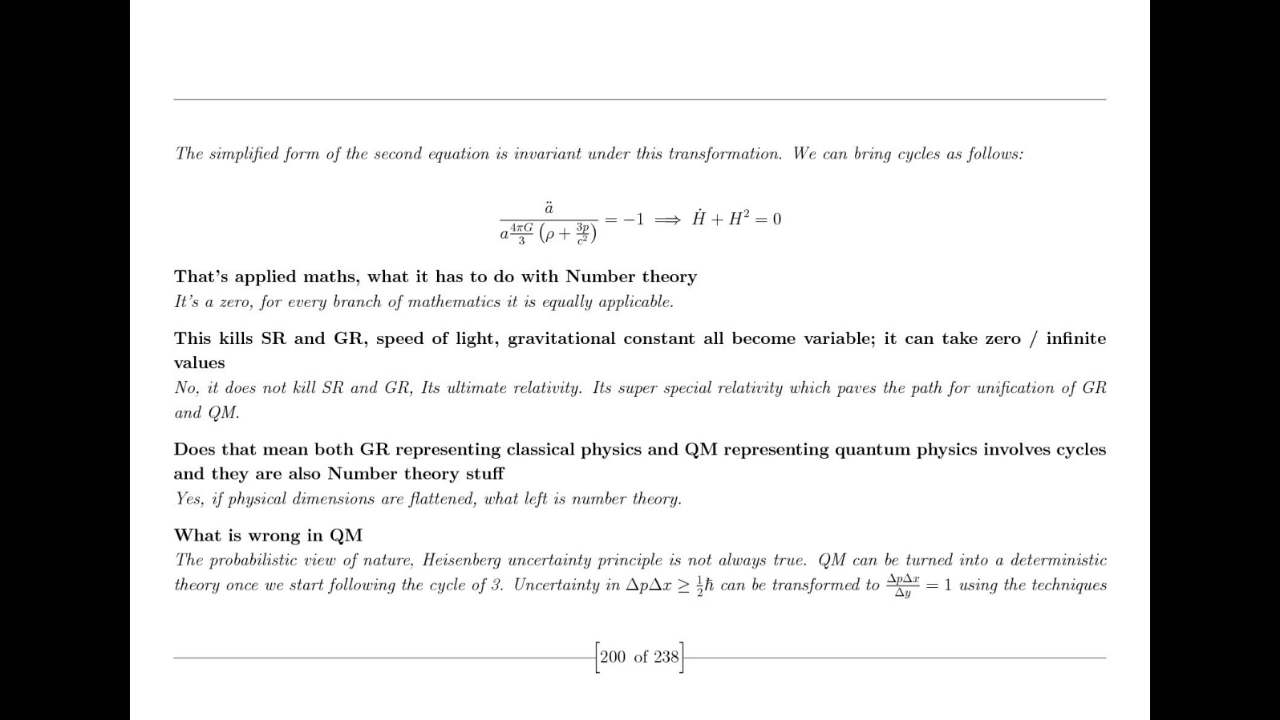 The simplified form of the second equation is invariant under this transformation. We can bring cycles as follows:
ä / a 4πG/3 (ρ + 3p/c²) = −1 ⟹ Ḣ + H² = 0
That's applied maths, what it has to do with Number theory
It's a zero, for every branch of mathematics it is equally applicable.
This kills SR and GR, speed of light, gravitational constant all become variable; it can take zero / infinite
values
No, it does not kill SR and GR, Its ultimate relativity. Its super special relativity which paves the path for unification of GR
and QM.
Does that mean both GR representing classical physics and QM representing quantum physics involves cycles
and they are also Number theory stuff
Yes, if physical dimensions are flattened, what left is number theory.
What is wrong in QM
The probabilistic view of nature, Heisenberg uncertainty principle is not always true. QM can be turned into a deterministic
theory once we start following the cycle of 3. Uncertainty in ΔpΔx ≥ ½ℏ can be transformed to ΔpΔx/Δy = 1 using the techniques
[200 of 238]